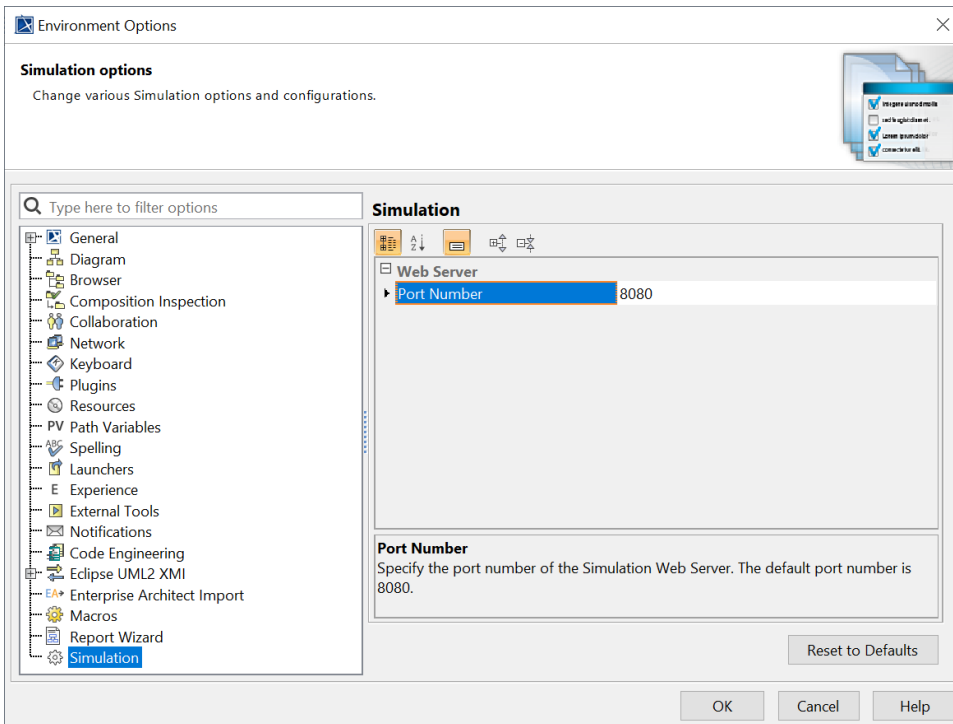 Environment Options
Simulation options
Change various Simulation options and configurations.
Type here to filter options
General
Diagram
Browser
Composition Inspection
Collaboration
Network
Keyboard
Plugins
Resources
PV Path Variables
ABC Spelling
Launchers
E Experience
External Tools
Notifications
Code Engineering
Eclipse UML2 XMI
EA Enterprise Architect Import
Macros
Report Wizard
Simulation
Simulation
A
Z
Web Server
Port Number 8080
Port Number
Specify the port number of the Simulation Web Server. The default port number is
8080.
Reset to Defaults
OK Cancel Help